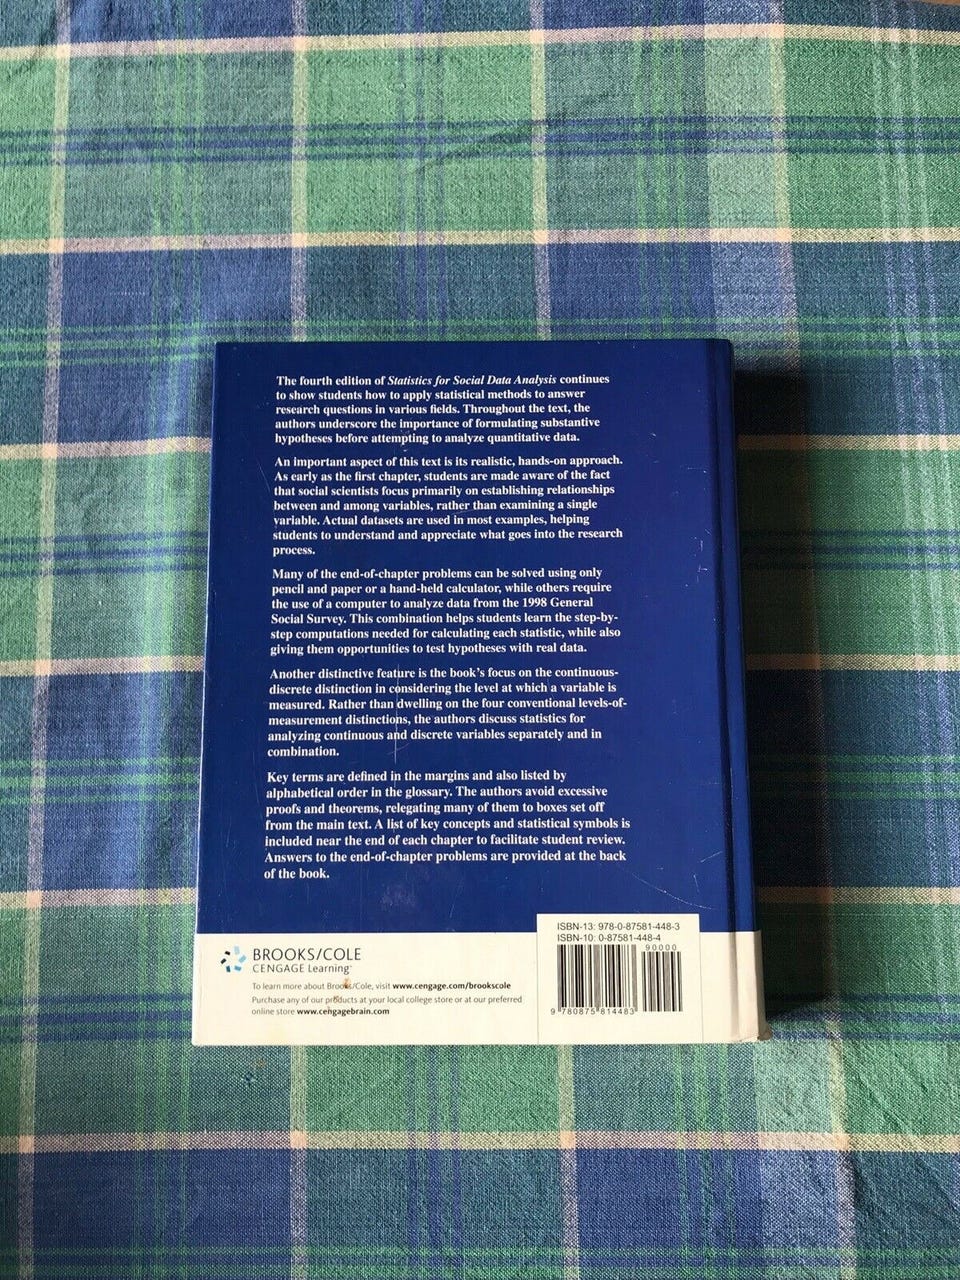 The fourth edition of Statistics for Social Data Analysis continues
to show students how to apply statistical methods to answer
research questions in various fields. Throughout the text, the
authors underscore the importance of formulating substantive
hypotheses before attempting to analyze quantitative data.
An important aspect of this text is its realistic, hands-on approach.
As early as the first chapter, students are made aware of the fact
that social scientists focus primarily on establishing relationships
between and among variables, rather than examining a single
variable. Actual datasets are used in most examples, helping
students to understand and appreciate what goes into the research
process.
Many of the end-of-chapter problems can be solved using only
pencil and paper or a hand-held calculator, while others require
the use of a computer to analyze data from the 1998 General
Social Survey. This combination helps students learn the step-by-
step computations needed for calculating each statistic, while also
giving them opportunities to test hypotheses with real data.
Another distinctive feature is the book's focus on the continuous-
discrete distinction in considering the level at which a variable is
measured. Rather than dwelling on the four conventional levels-of-
measurement distinctions, the authors discuss statistics for
analyzing continuous and discrete variables separately and in
combination.
Key terms are defined in the margins and also listed by
alphabetical order in the glossary. The authors avoid excessive
proofs and theorems, relegating many of them to boxes set off
from the main text. A list of key concepts and statistical symbols is
included near the end of each chapter to facilitate student review.
Answers to the end-of-chapter problems are provided at the back
of the book.
BROOKS/COLE
CENGAGE Learning™
To learn more about Brooks/Cole, visit www.cengage.com/brookscole
Purchase any of our products at your local college store or at our preferred
online store www.cengagebrain.com
ISBN-13: 978-0-87581-448-3
ISBN-10: 0-87581-448-4
90000
9 780875 814483